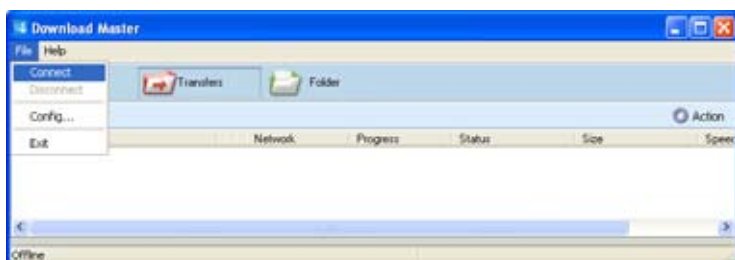 Download Master
File Help
Connect
Disconnect
Config...
Exit
Transfers
Folder
Action
Network Progress Status Size Speed
Offline